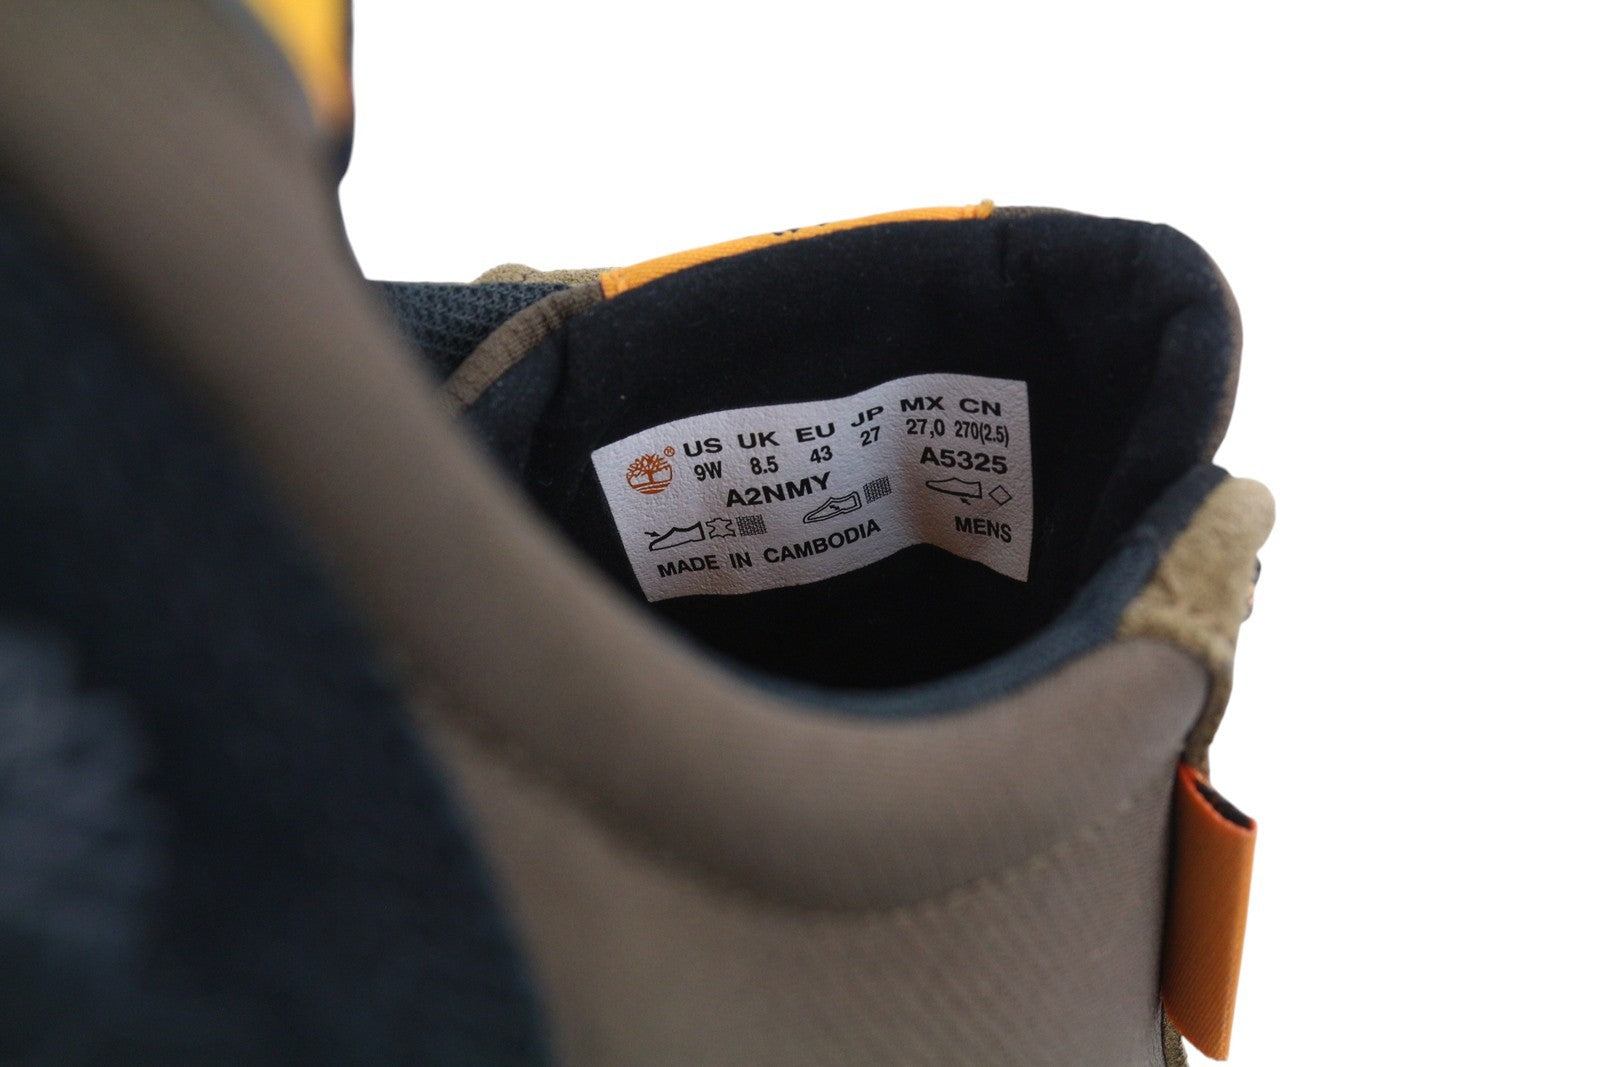 ® US UK EU JP MX CN
9W 8.5 43 27 27,0 270(2.5)
A2NMY A5325
MENS
MADE IN CAMBODIA